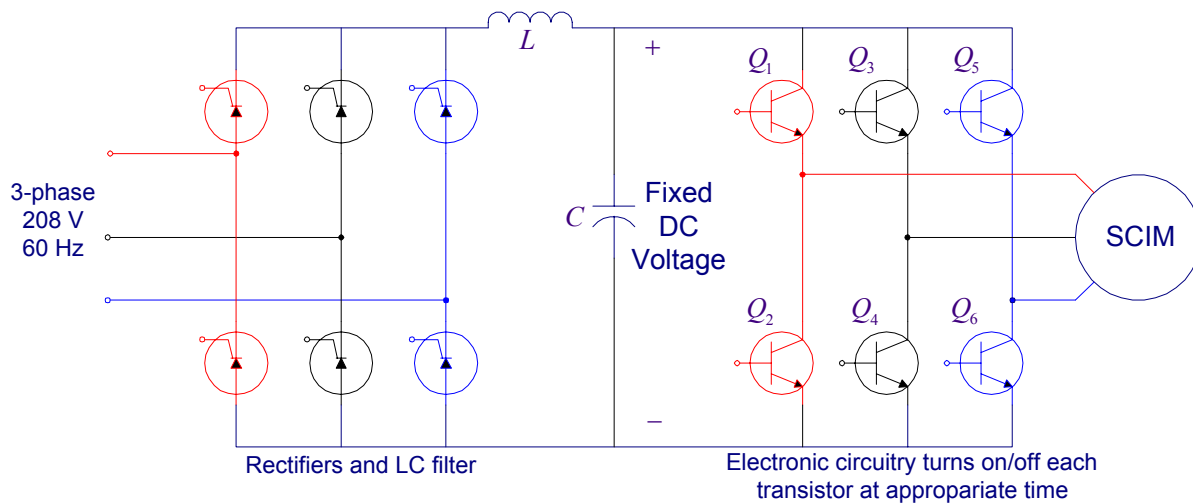 L
+
Q1
Q3
Q5
3-phase
208 V
60 Hz
C
Fixed
DC
Voltage
SCIM
Q2
Q4
Q6
−
Rectifiers and LC filter
Electronic circuitry turns on/off each
transistor at appropariate time